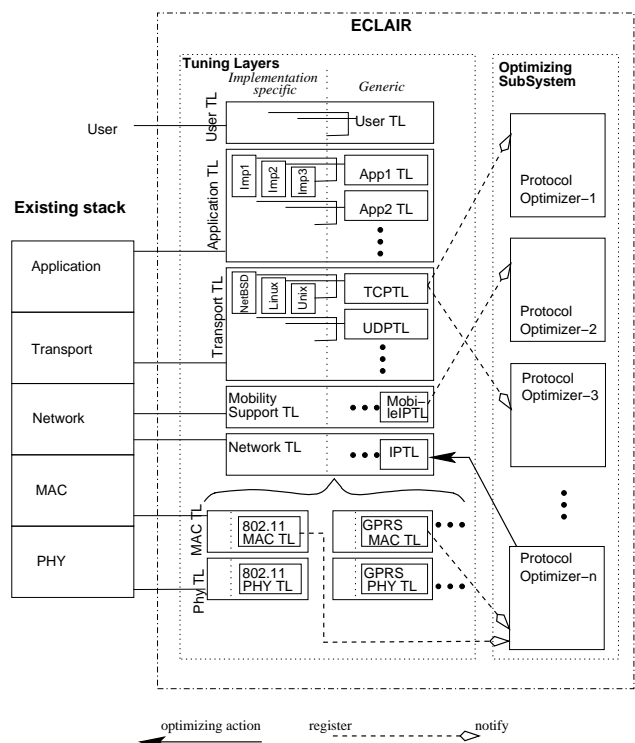 ECLAIR
Tuning Layers
Implementation
specific
Generic
Optimizing
SubSystem
User
User TL
User TL
Application TL
Imp1
Imp2
Imp3
App1 TL
App2 TL
Protocol
Optimizer−1
Existing stack
Application
Transport
Network
MAC
PHY
Transport TL
NetBSD
Linux
Unix
TCPTL
UDPTL
Protocol
Optimizer−2
Protocol
Optimizer−3
Mobility
Support TL
Mobi−
leIPTL
Network TL
IPTL
MAC TL
802.11
MAC TL
GPRS
MAC TL
Phy TL
802.11
PHY TL
GPRS
PHY TL
Protocol
Optimizer−n
optimizing action
register
notify